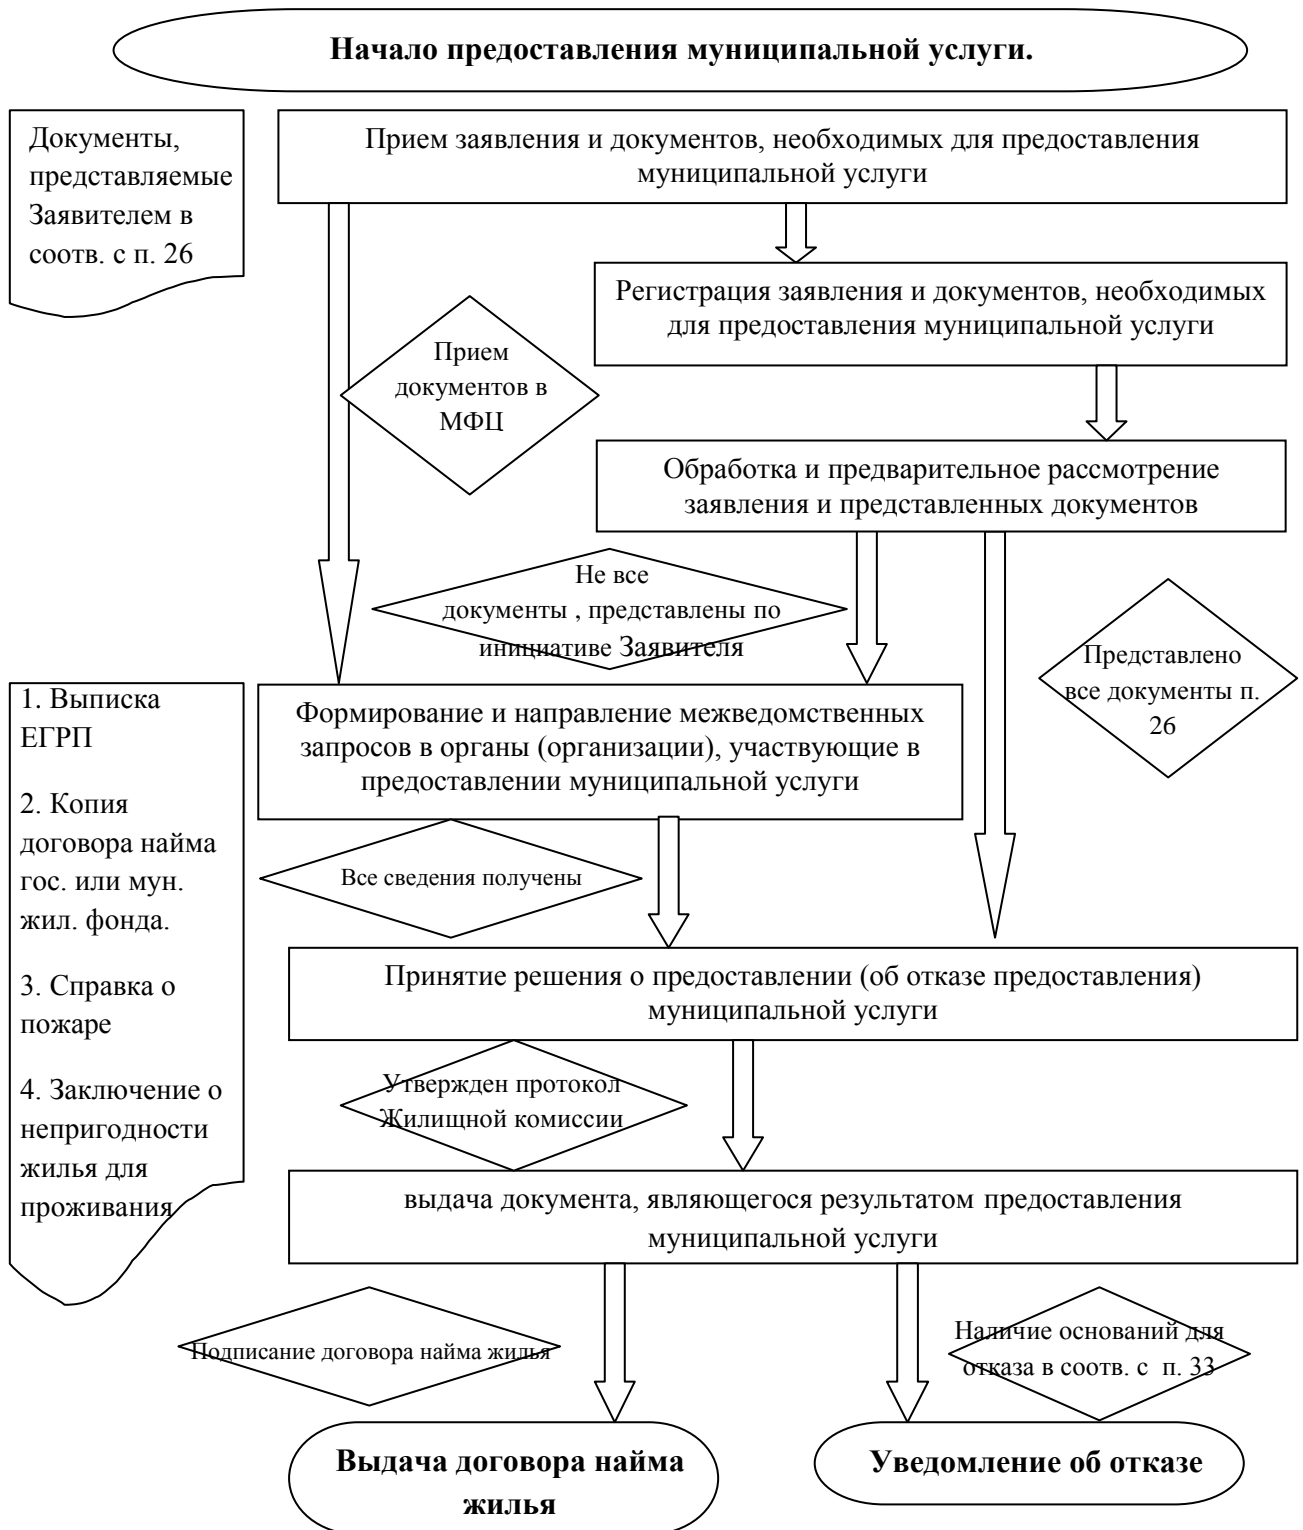 Начало предоставления муниципальной услуги.
Документы,
представляемые
Заявителем в
соотв. с п. 26
Прием заявления и документов, необходимых для предоставления
муниципальной услуги
Регистрация заявления и документов, необходимых
для предоставления муниципальной услуги
Прием
документов в
МФЦ
Обработка и предварительное рассмотрение
заявления и представленных документов
Не все
документы , представлены по
инициативе Заявителя
Представлено
все документы п.
26
1. Выписка
ЕГРП
2. Копия
договора найма
гос. или мун.
жил. фонда.
3. Справка о
пожаре
4. Заключение о
непригодности
жилья для
проживания
Формирование и направление межведомственных
запросов в органы (организации), участвующие в
предоставлении муниципальной услуги
Все сведения получены
Принятие решения о предоставлении (об отказе предоставления)
муниципальной услуги
Утвержден протокол
Жилищной комиссии
выдача документа, являющегося результатом предоставления
муниципальной услуги
Подписание договора найма жилья
Наличие оснований для
отказа в соотв. с п. 33
Выдача договора найма
жилья
Уведомление об отказе